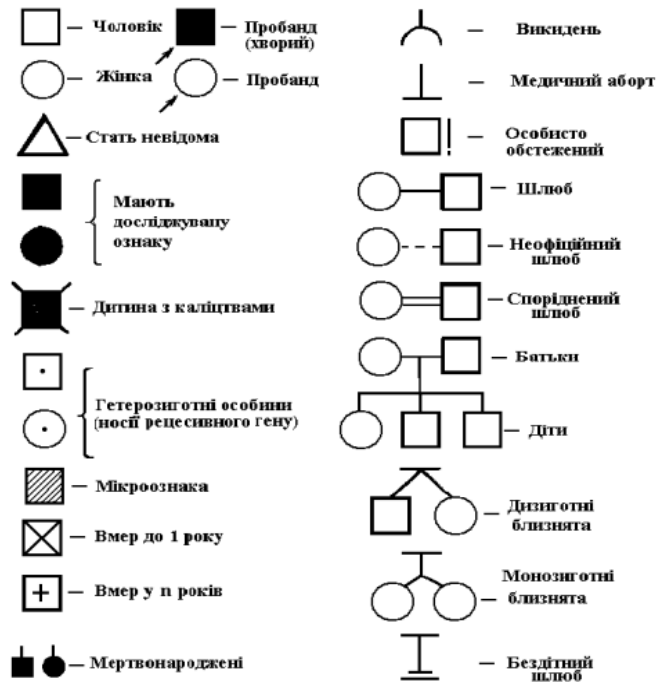 Чоловік
Пробанд
(хворий)
Жінка
Пробанд
Стать невідома
Мають
досліджувану
ознаку
Дитина з каліцтвами
Гетерозиготні особини
(носії рецесивного гену)
Мікроознака
Вмер до 1 року
Вмер у n років
Мертвонароджені
Викидень
Медичний аборт
Особисто
обстежений
Шлюб
Неофіційний
шлюб
Споріднений
шлюб
Батьки
Діти
Дизиготні
близнята
Монозиготні
близнята
Бездітний
шлюб